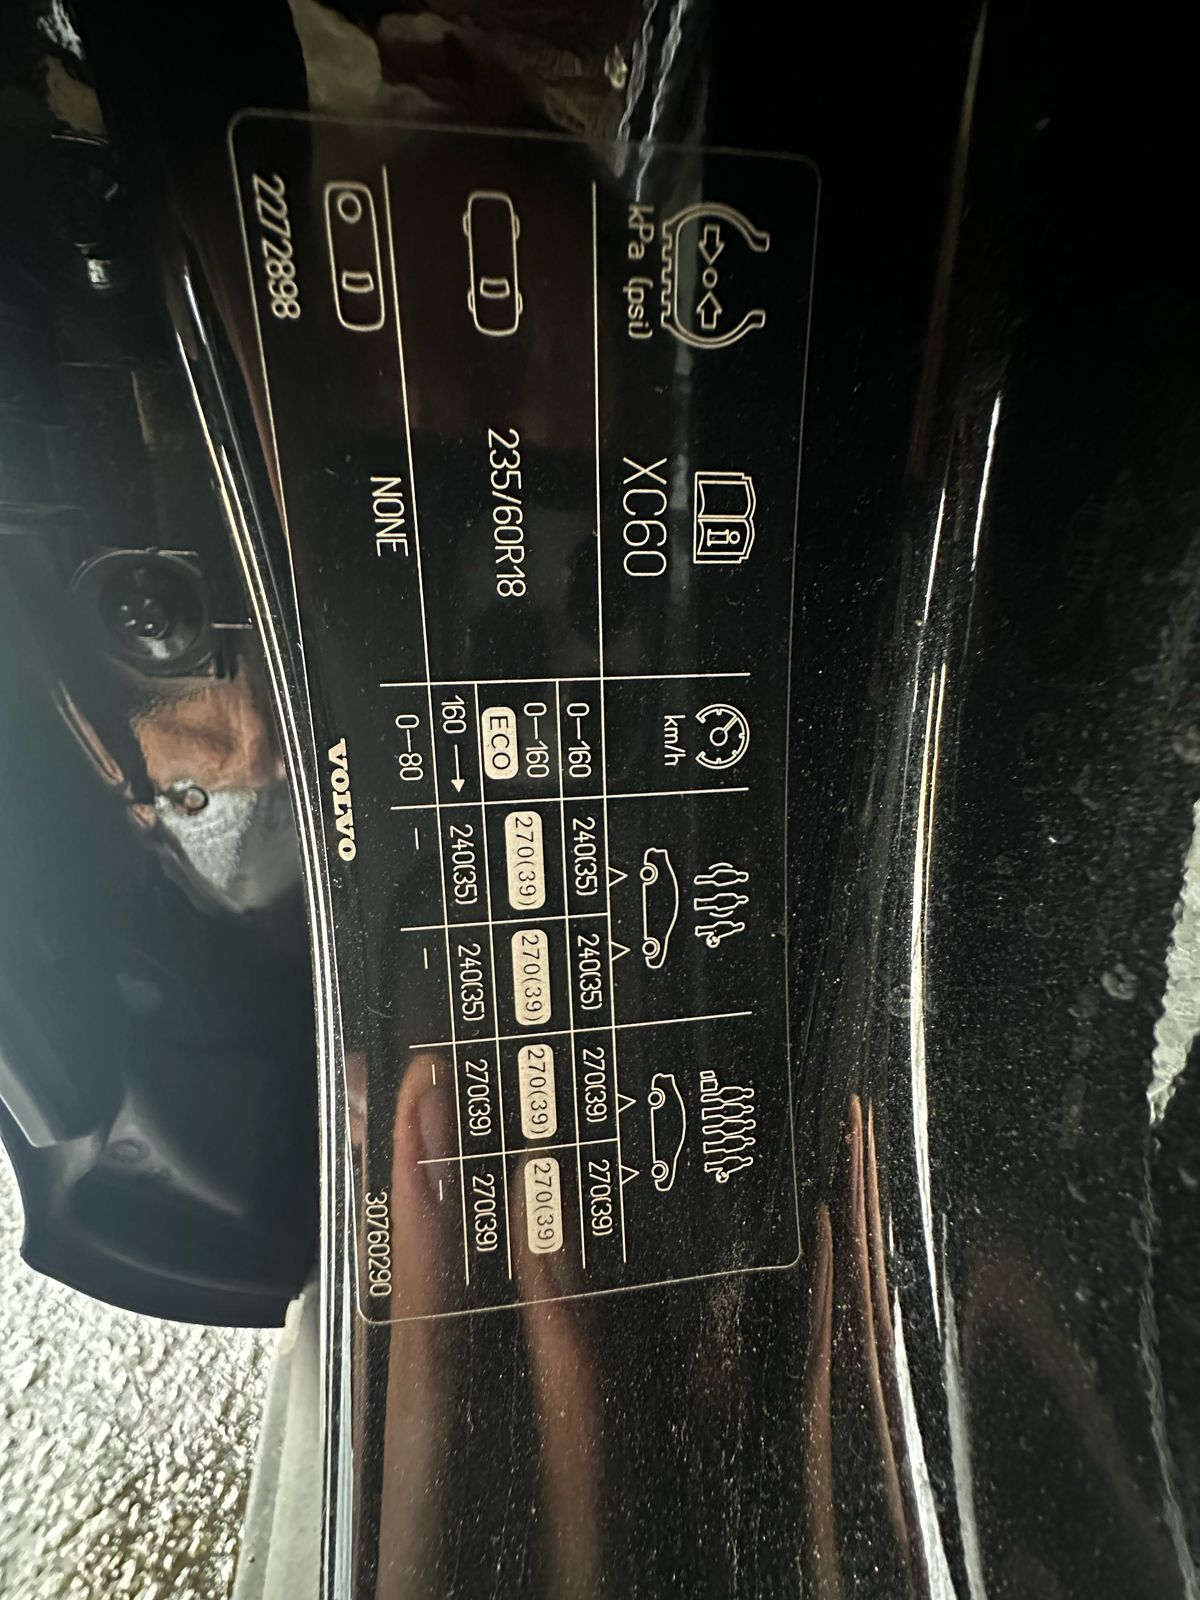 kPa (psi)
XC60
km/h
235/60R18
0–160 240(35) 240(35) 270(39) 270(39)
0–160
ECO 270(39) 270(39) 270(39) 270(39)
160 → 240(35) 240(35) 270(39) 270(39)
NONE 0–80 – – – –
2272898
VOLVO
30760290